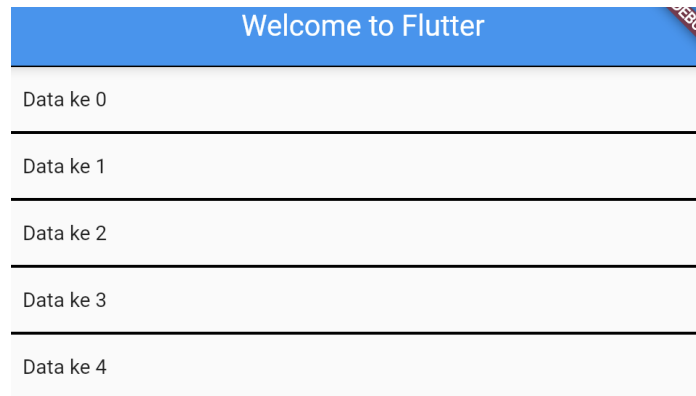 Welcome to Flutter
Data ke 0
Data ke 1
Data ke 2
Data ke 3
Data ke 4